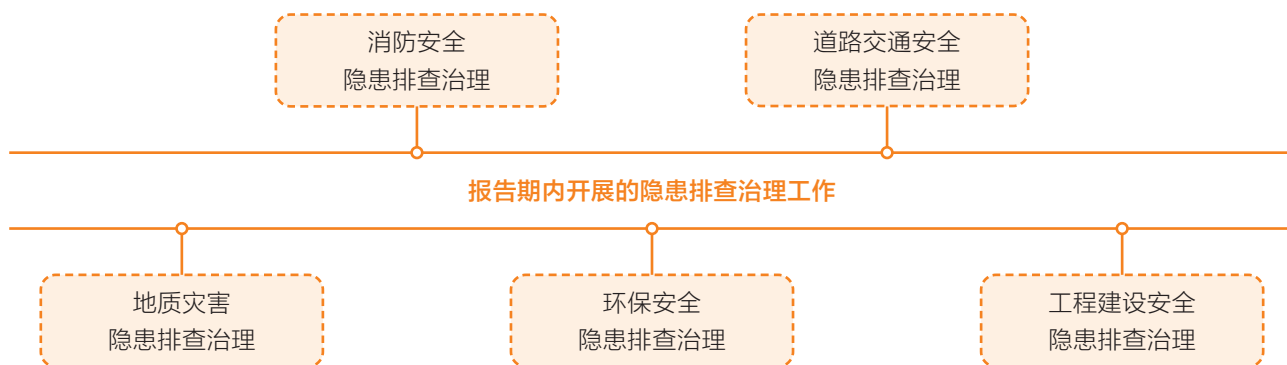 消防安全
隐患排查治理
道路交通安全
隐患排查治理
报告期内开展的隐患排查治理工作
地质灾害
隐患排查治理
环保安全
隐患排查治理
工程建设安全
隐患排查治理